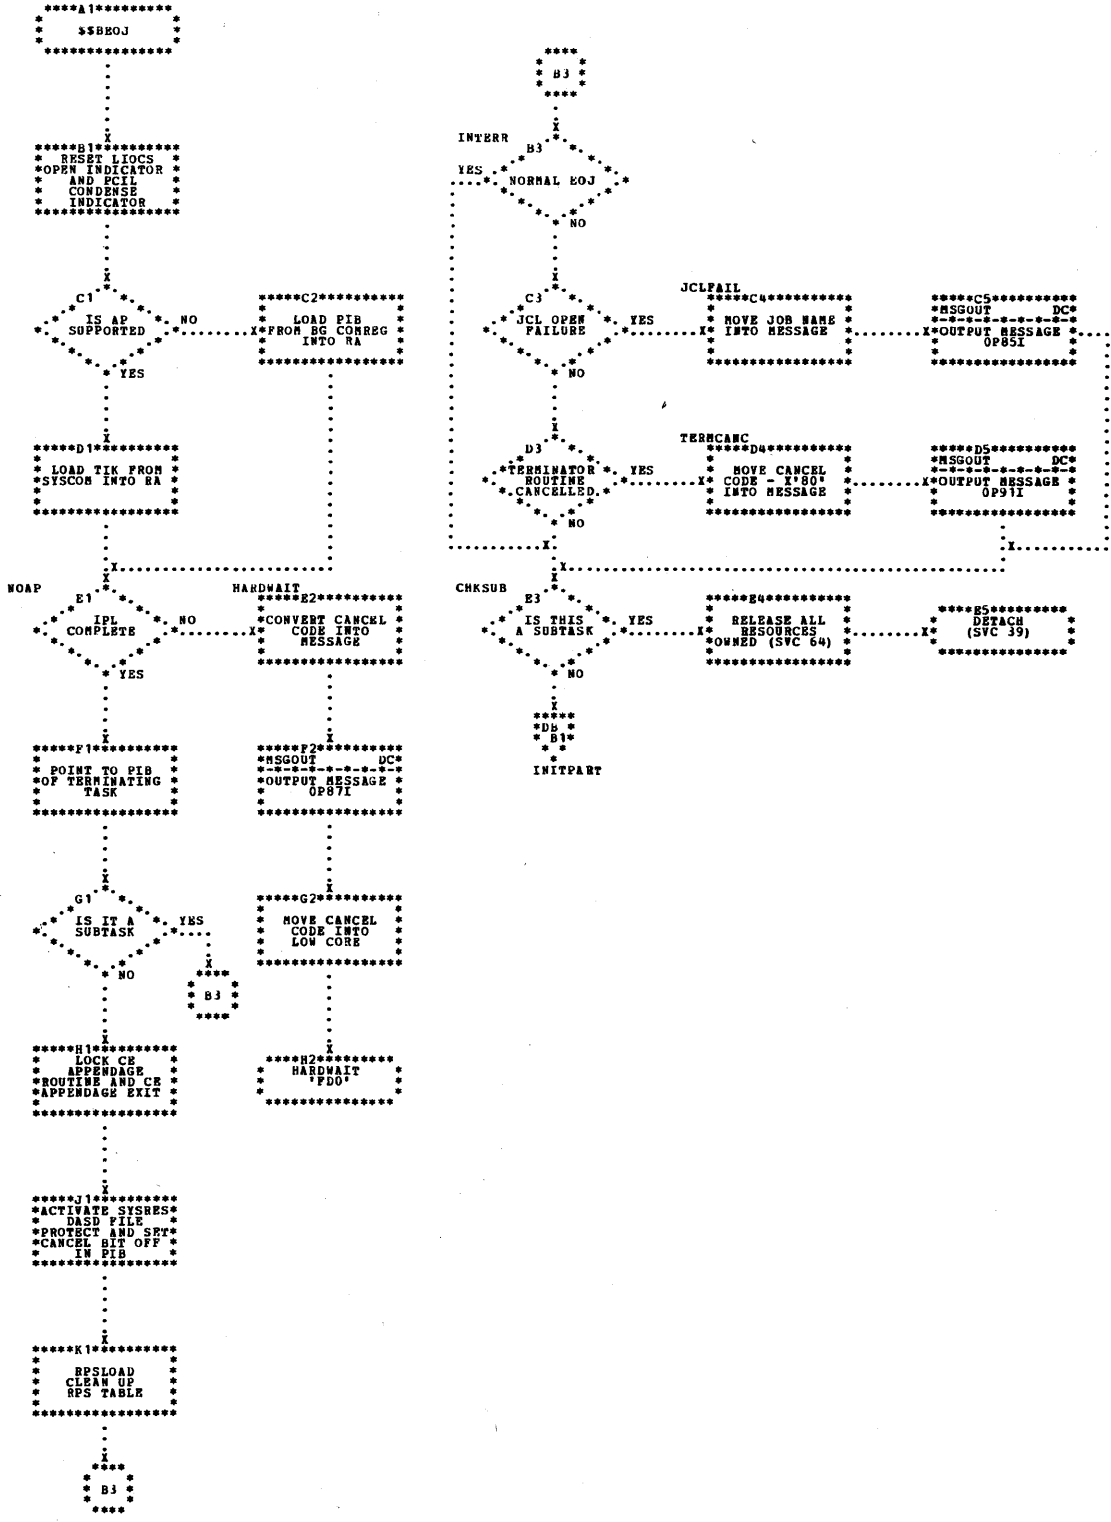 A1
$$BEOJ
B1
RESET LIOCS
OPEN INDICATOR
AND PCIL
CONDENSE
INDICATOR
C1
IS AP
SUPPORTED
NO
YES
C2
LOAD PIB
FROM BG COMREG
INTO RA
D1
LOAD TIK FROM
SYSCOM INTO RA
NOAP
E1
IPL
COMPLETE
NO
YES
HARDWAIT
E2
CONVERT CANCEL
CODE INTO
MESSAGE
F1
POINT TO PIB
OF TERMINATING
TASK
F2
MSGOUT DC
OUTPUT MESSAGE
0P87I
G1
IS IT A
SUBTASK
YES
NO
B3
G2
MOVE CANCEL
CODE INTO
LOW CORE
H1
LOCK CE
APPENDAGE
ROUTINE AND CE
APPENDAGE EXIT
H2
HARDWAIT
'FD0'
J1
ACTIVATE SYSRES
DASD FILE
PROTECT AND SET
CANCEL BIT OFF
IN PIB
K1
RPSLOAD
CLEAN UP
RPS TABLE
B3
B3
INTERR
B3
NORMAL EOJ
YES
NO
C3
JCL OPEN
FAILURE
YES
NO
JCLFAIL
C4
MOVE JOB NAME
INTO MESSAGE
C5
MSGOUT DC
OUTPUT MESSAGE
0P85I
D3
TERMINATOR
ROUTINE
CANCELLED
YES
NO
TERMCANC
D4
MOVE CANCEL
CODE - X'80'
INTO MESSAGE
D5
MSGOUT DC
OUTPUT MESSAGE
0P91I
CHKSUB
E3
IS THIS
A SUBTASK
YES
NO
E4
RELEASE ALL
RESOURCES
OWNED (SVC 64)
E5
DETACH
(SVC 39)
DB
B1
INITPART